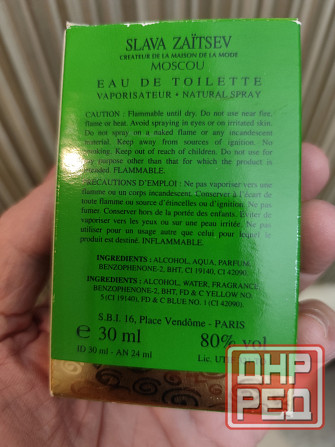 SLAVA ZAÏTSEV
CREATEUR DE LA MAISON DE LA MODE
MOSCOU
EAU DE TOILETTE
VAPORISATEUR • NATURAL SPRAY
CAUTION : Flammable until dry. Do not use near fire,
flame or heat. Avoid spraying in eyes or on irritated skin.
Do not spray on a naked flame or any incandescent
material. Keep away from sources of ignition. No
smoking. Keep out of reach of children. Do not use for
any purpose other than that for which the product is
intended. FLAMMABLE.
PRÉCAUTIONS D'EMPLOI : Ne pas vaporiser vers une
flamme ou un corps incandescent. Conserver à l'écart de
toute flamme ou source d'étincelles ou d'ignition. Ne pas
fumer. Conserver hors de la portée des enfants. Eviter de
vaporiser vers les yeux ou sur une peau irritée. Ne pas
utiliser pour un usage autre que celui pour lequel ce
produit est destiné. INFLAMMABLE.
INGREDIENTS : ALCOHOL, AQUA, PARFUM,
BENZOPHENONE-2, BHT, CI 19140, CI 42090.
INGREDIENTS : ALCOHOL, WATER, FRAGRANCE,
BENZOPHENONE-2, BHT, FD & C YELLOW NO.
5 (CI 19140), FD & C BLUE NO. 1 (CI 42090).
S.B.I. 16, Place Vendôme - PARIS
e 30 ml 80% vol
ID 30 ml - AN 24 ml Lic.
ДНР
РЕД